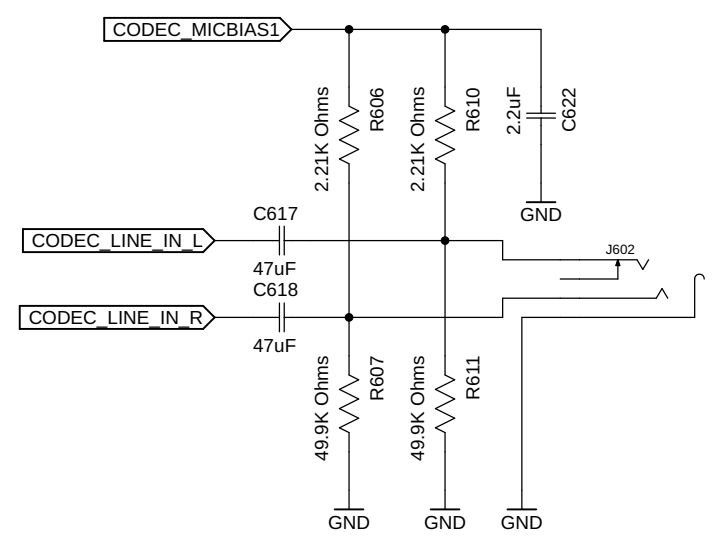 CODEC_MICBIAS1
2.21K Ohms
R606
2.21K Ohms
R610
2.2uF
C622
GND
C617
CODEC_LINE_IN_L
47uF
J602
C618
CODEC_LINE_IN_R
47uF
49.9K Ohms
R607
49.9K Ohms
R611
GND
GND
GND